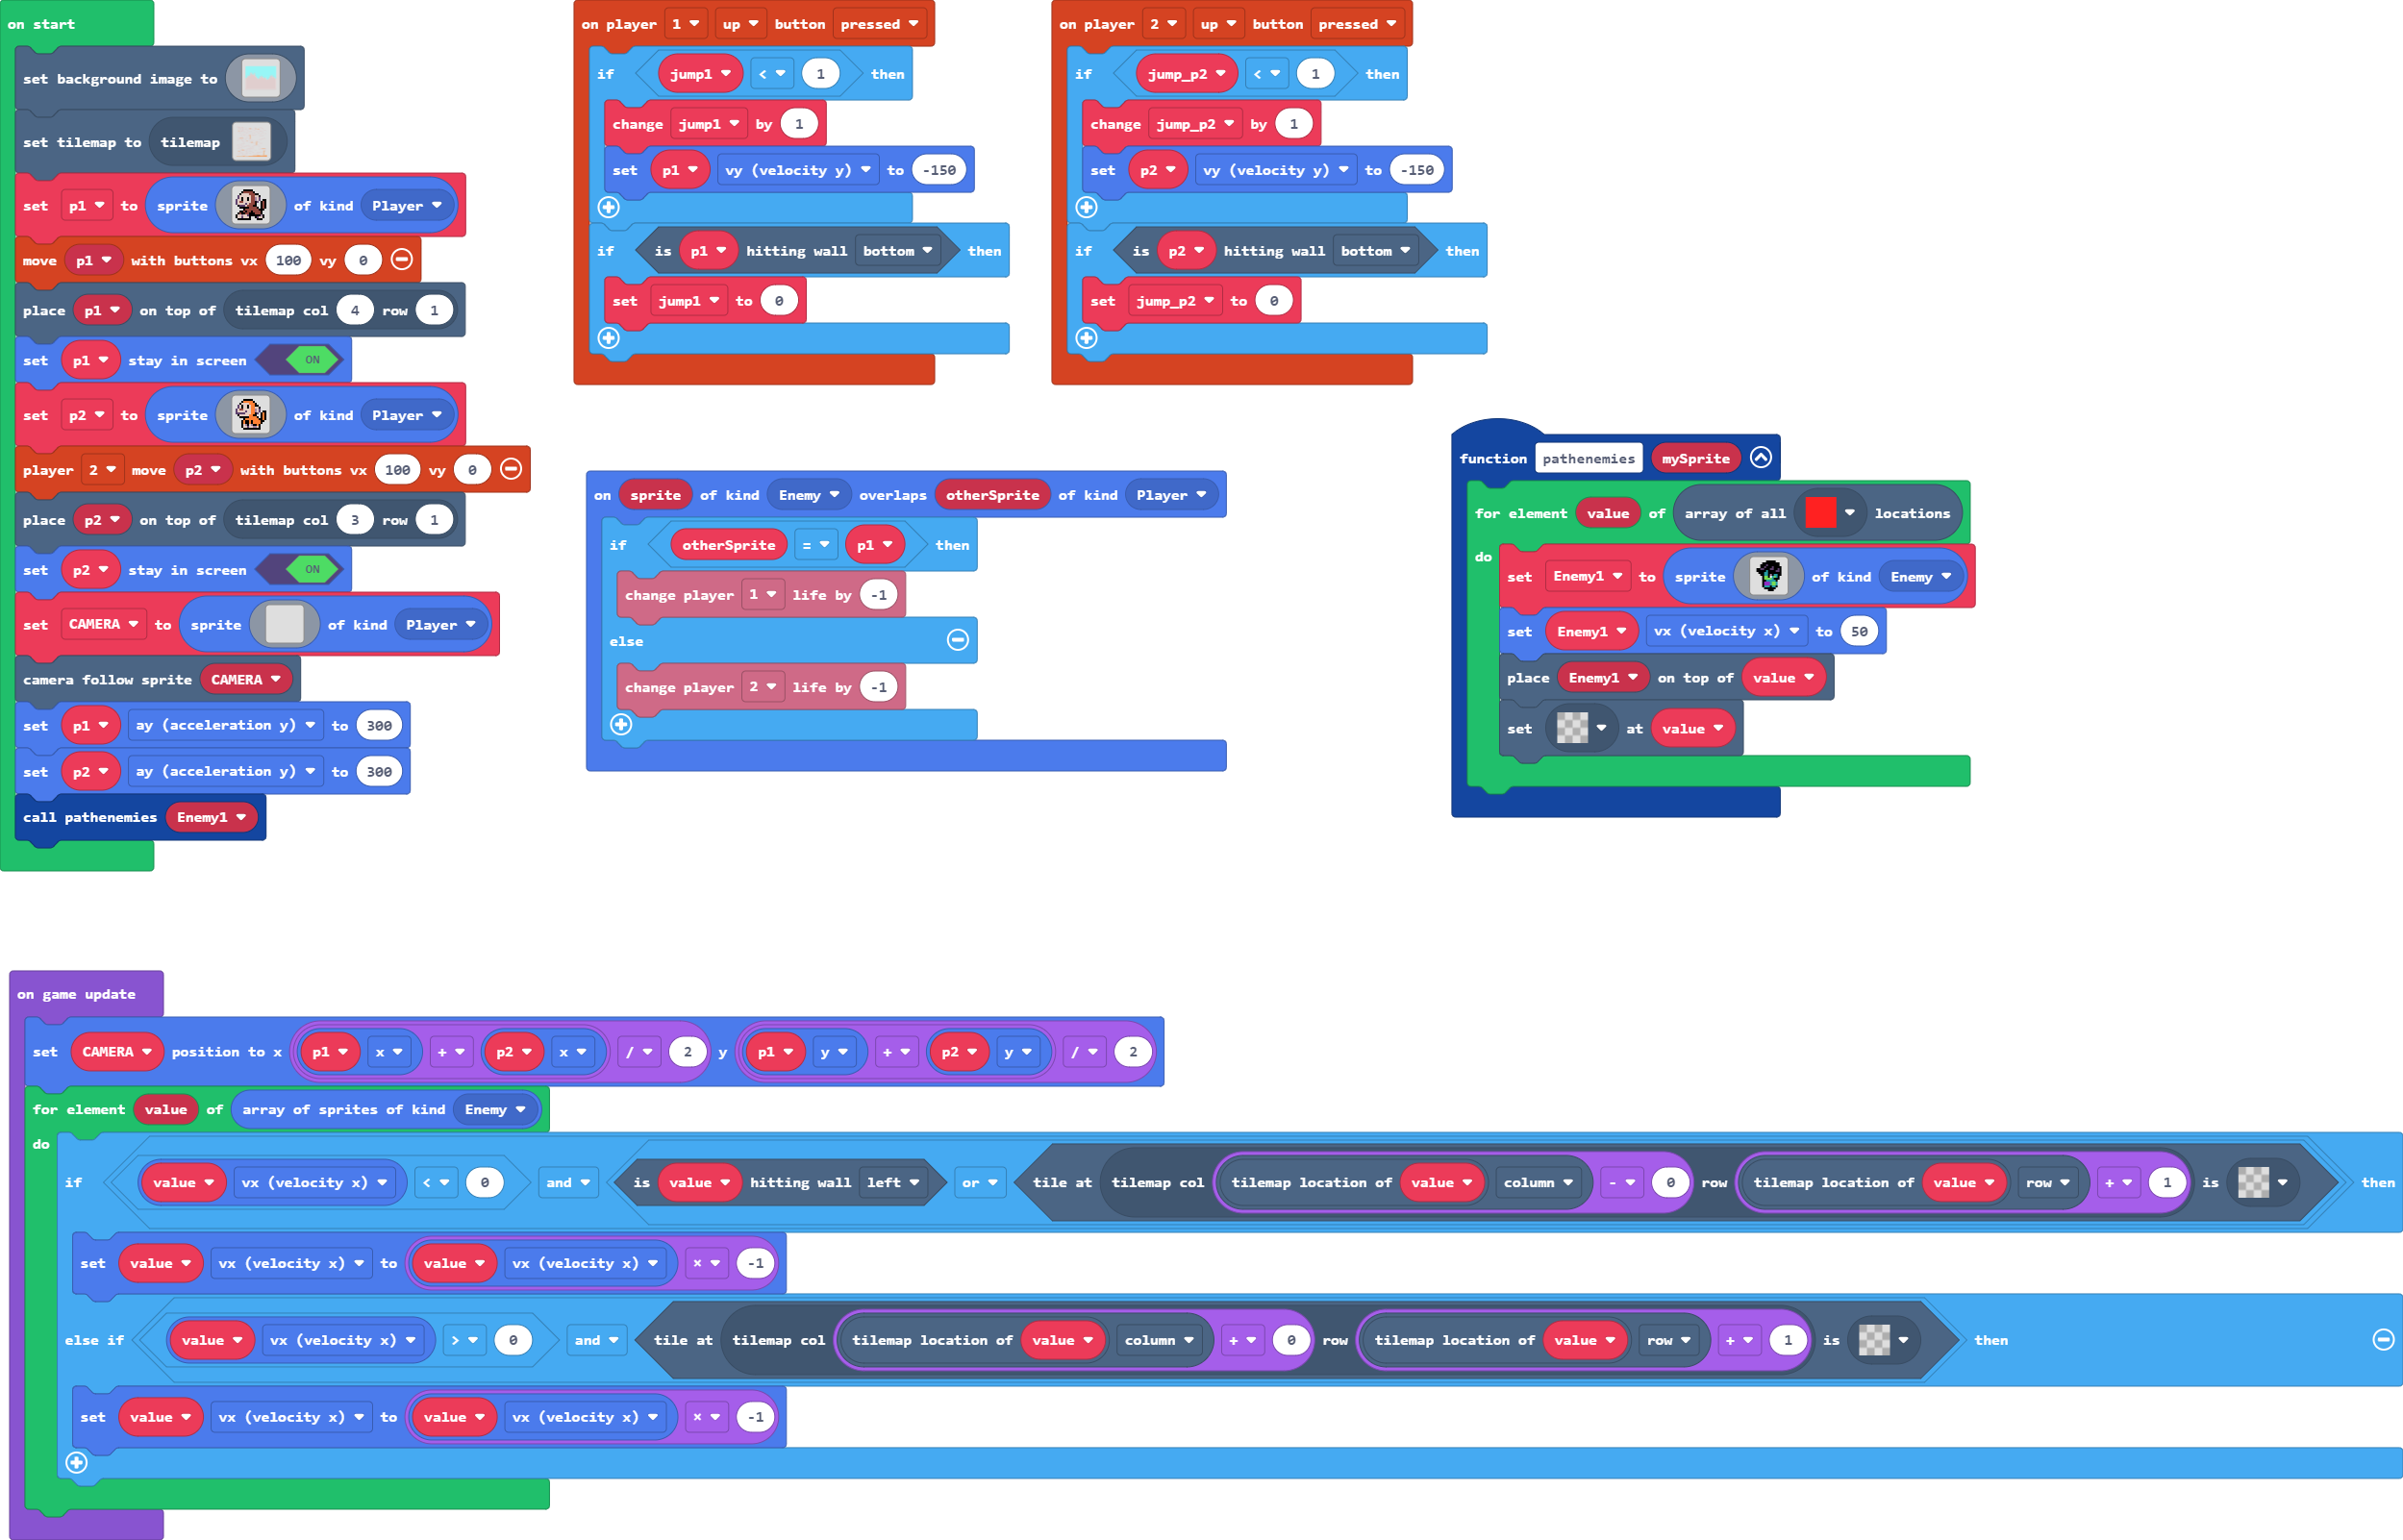 on start
set background image to
set tilemap to tilemap
set p1 to sprite of kind Player
move p1 with buttons vx 100 vy 0
place p1 on top of tilemap col 4 row 1
set p1 stay in screen ON
set p2 to sprite of kind Player
player 2 move p2 with buttons vx 100 vy 0
place p2 on top of tilemap col 3 row 1
set p2 stay in screen ON
set CAMERA to sprite of kind Player
camera follow sprite CAMERA
set p1 ay (acceleration y) to 300
set p2 ay (acceleration y) to 300
call pathenemies Enemy1
on player 1 up button pressed
if jump1 < 1 then
change jump1 by 1
set p1 vy (velocity y) to -150
if is p1 hitting wall bottom then
set jump1 to 0
on player 2 up button pressed
if jump_p2 < 1 then
change jump_p2 by 1
set p2 vy (velocity y) to -150
if is p2 hitting wall bottom then
set jump_p2 to 0
on sprite of kind Enemy overlaps otherSprite of kind Player
if otherSprite = p1 then
change player 1 life by -1
else
change player 2 life by -1
function pathenemies mySprite
for element value of array of all locations
do
set Enemy1 to sprite of kind Enemy
set Enemy1 vx (velocity x) to 50
place Enemy1 on top of value
set at value
on game update
set CAMERA position to x p1 x + p2 x / 2 y p1 y + p2 y / 2
for element value of array of sprites of kind Enemy
do
if value vx (velocity x) < 0 and is value hitting wall left or tile at tilemap col tilemap location of value column - 0 row tilemap location of value row + 1 is then
set value vx (velocity x) to value vx (velocity x) × -1
else if value vx (velocity x) > 0 and tile at tilemap col tilemap location of value column + 0 row tilemap location of value row + 1 is then
set value vx (velocity x) to value vx (velocity x) × -1